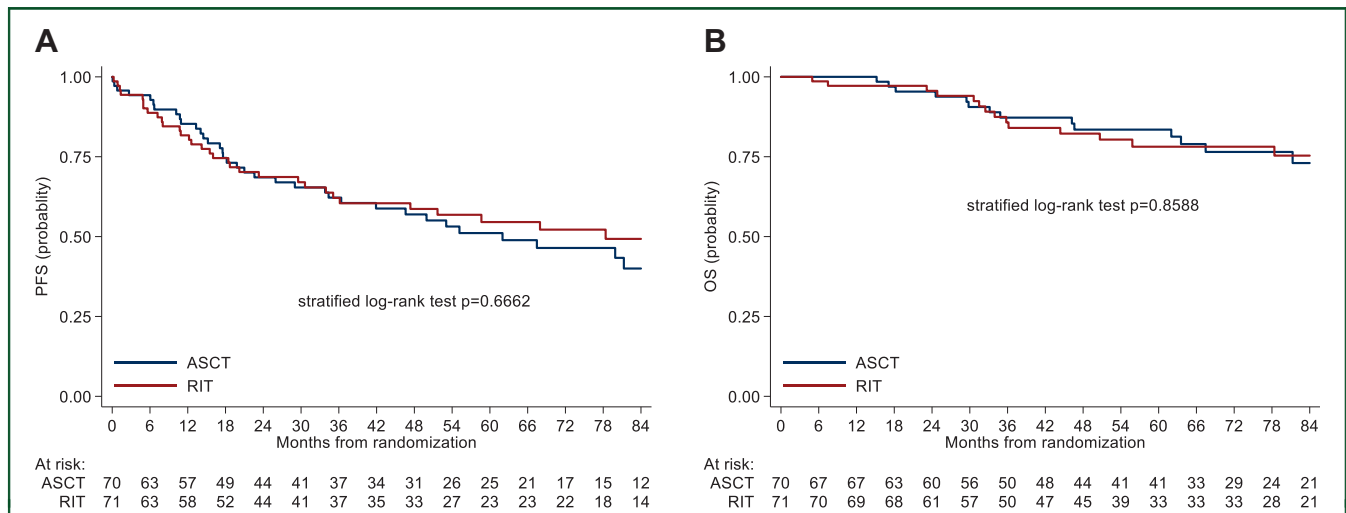 A
1.00
0.75
0.50
0.25
0.00
PFS (probability)
stratified log-rank test p=0.6662
ASCT
RIT
0 6 12 18 24 30 36 42 48 54 60 66 72 78 84
Months from randomization
At risk:
ASCT 70 63 57 49 44 41 37 34 31 26 25 21 17 15 12
RIT 71 63 58 52 44 41 37 35 33 27 23 23 22 18 14
B
1.00
0.75
0.50
0.25
0.00
OS (probablity)
stratified log-rank test p=0.8588
ASCT
RIT
0 6 12 18 24 30 36 42 48 54 60 66 72 78 84
Months from randomization
At risk:
ASCT 70 67 67 63 60 56 50 48 44 41 41 33 29 24 21
RIT 71 70 69 68 61 57 50 47 45 39 33 33 33 28 21